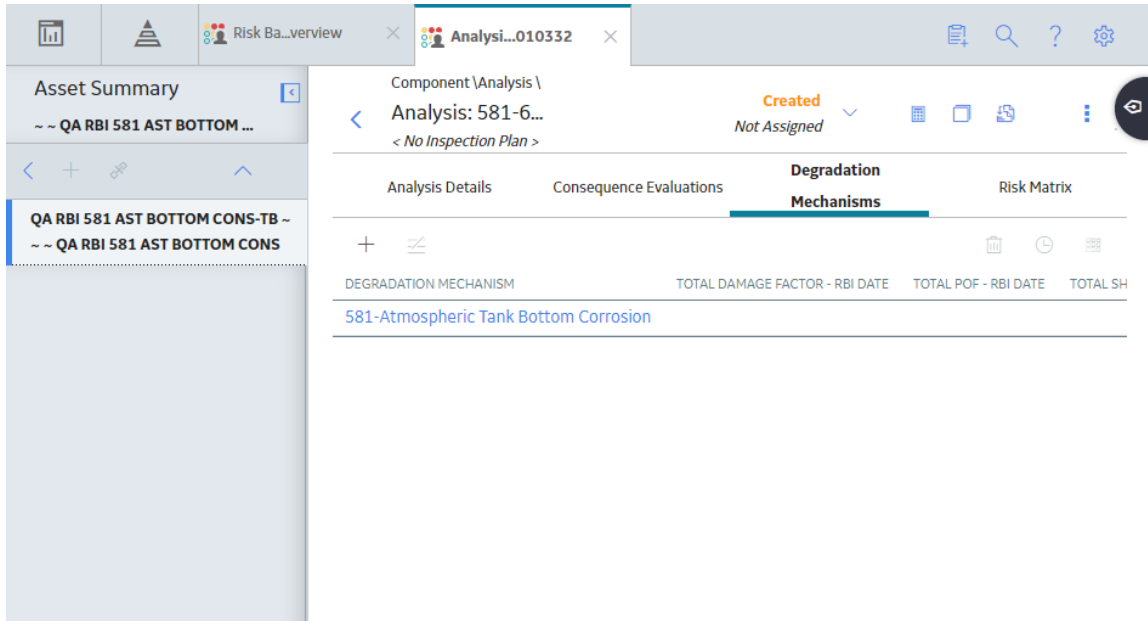 Risk Ba...verview
Analysi...010332
Asset Summary
~ ~ QA RBI 581 AST BOTTOM ...
QA RBI 581 AST BOTTOM CONS-TB ~
~ ~ QA RBI 581 AST BOTTOM CONS
Component \Analysis \
Analysis: 581-6...
< No Inspection Plan >
Created
Not Assigned
Analysis Details
Consequence Evaluations
Degradation
Mechanisms
Risk Matrix
DEGRADATION MECHANISM
TOTAL DAMAGE FACTOR - RBI DATE
TOTAL POF - RBI DATE
TOTAL SH
581-Atmospheric Tank Bottom Corrosion